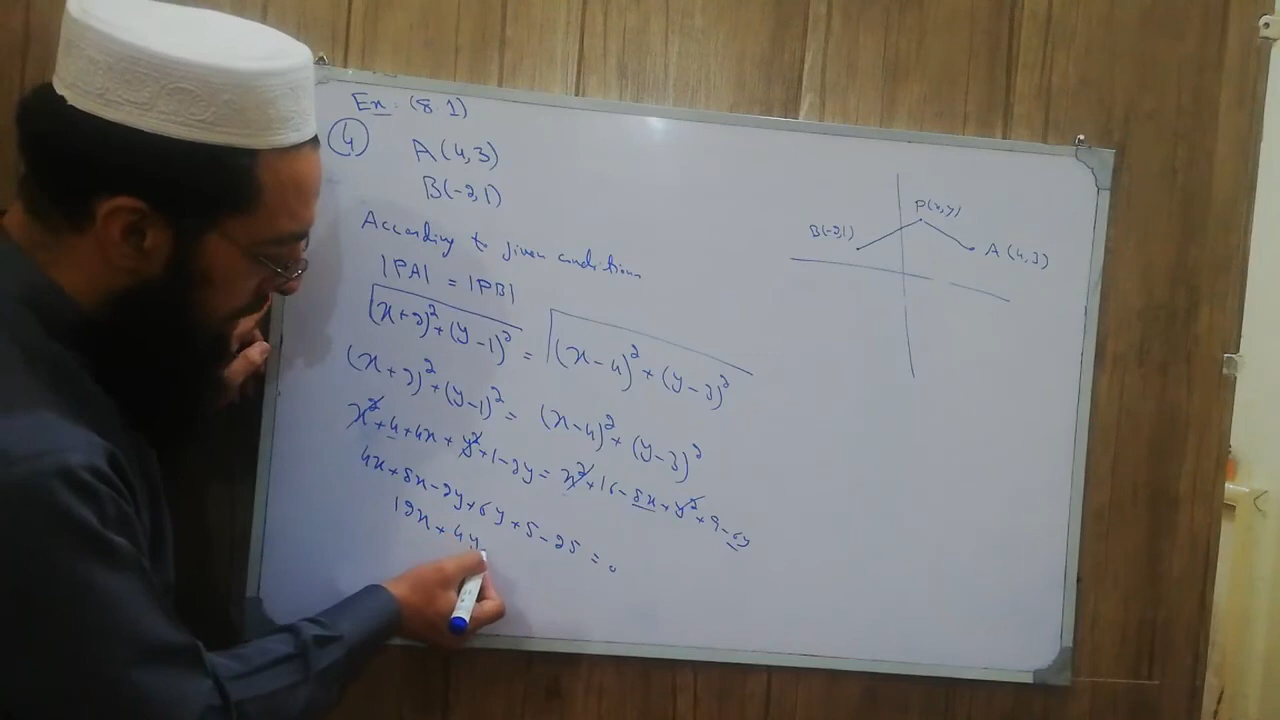 Ex: (8.1)
4
A(4,3)
B(-2,1)
According to given conditions
|PA| = |PB|
√(x+2)²+(y-1)² = √(x-4)²+(y-3)²
(x+2)²+(y-1)² = (x-4)²+(y-3)²
x²+4+4x+y²+1-2y = x²+16-8x+y²+9-6y
4x+8x-2y+6y+5-25=0
12x+4y
P(x,y)
B(-2,1)
A(4,3)